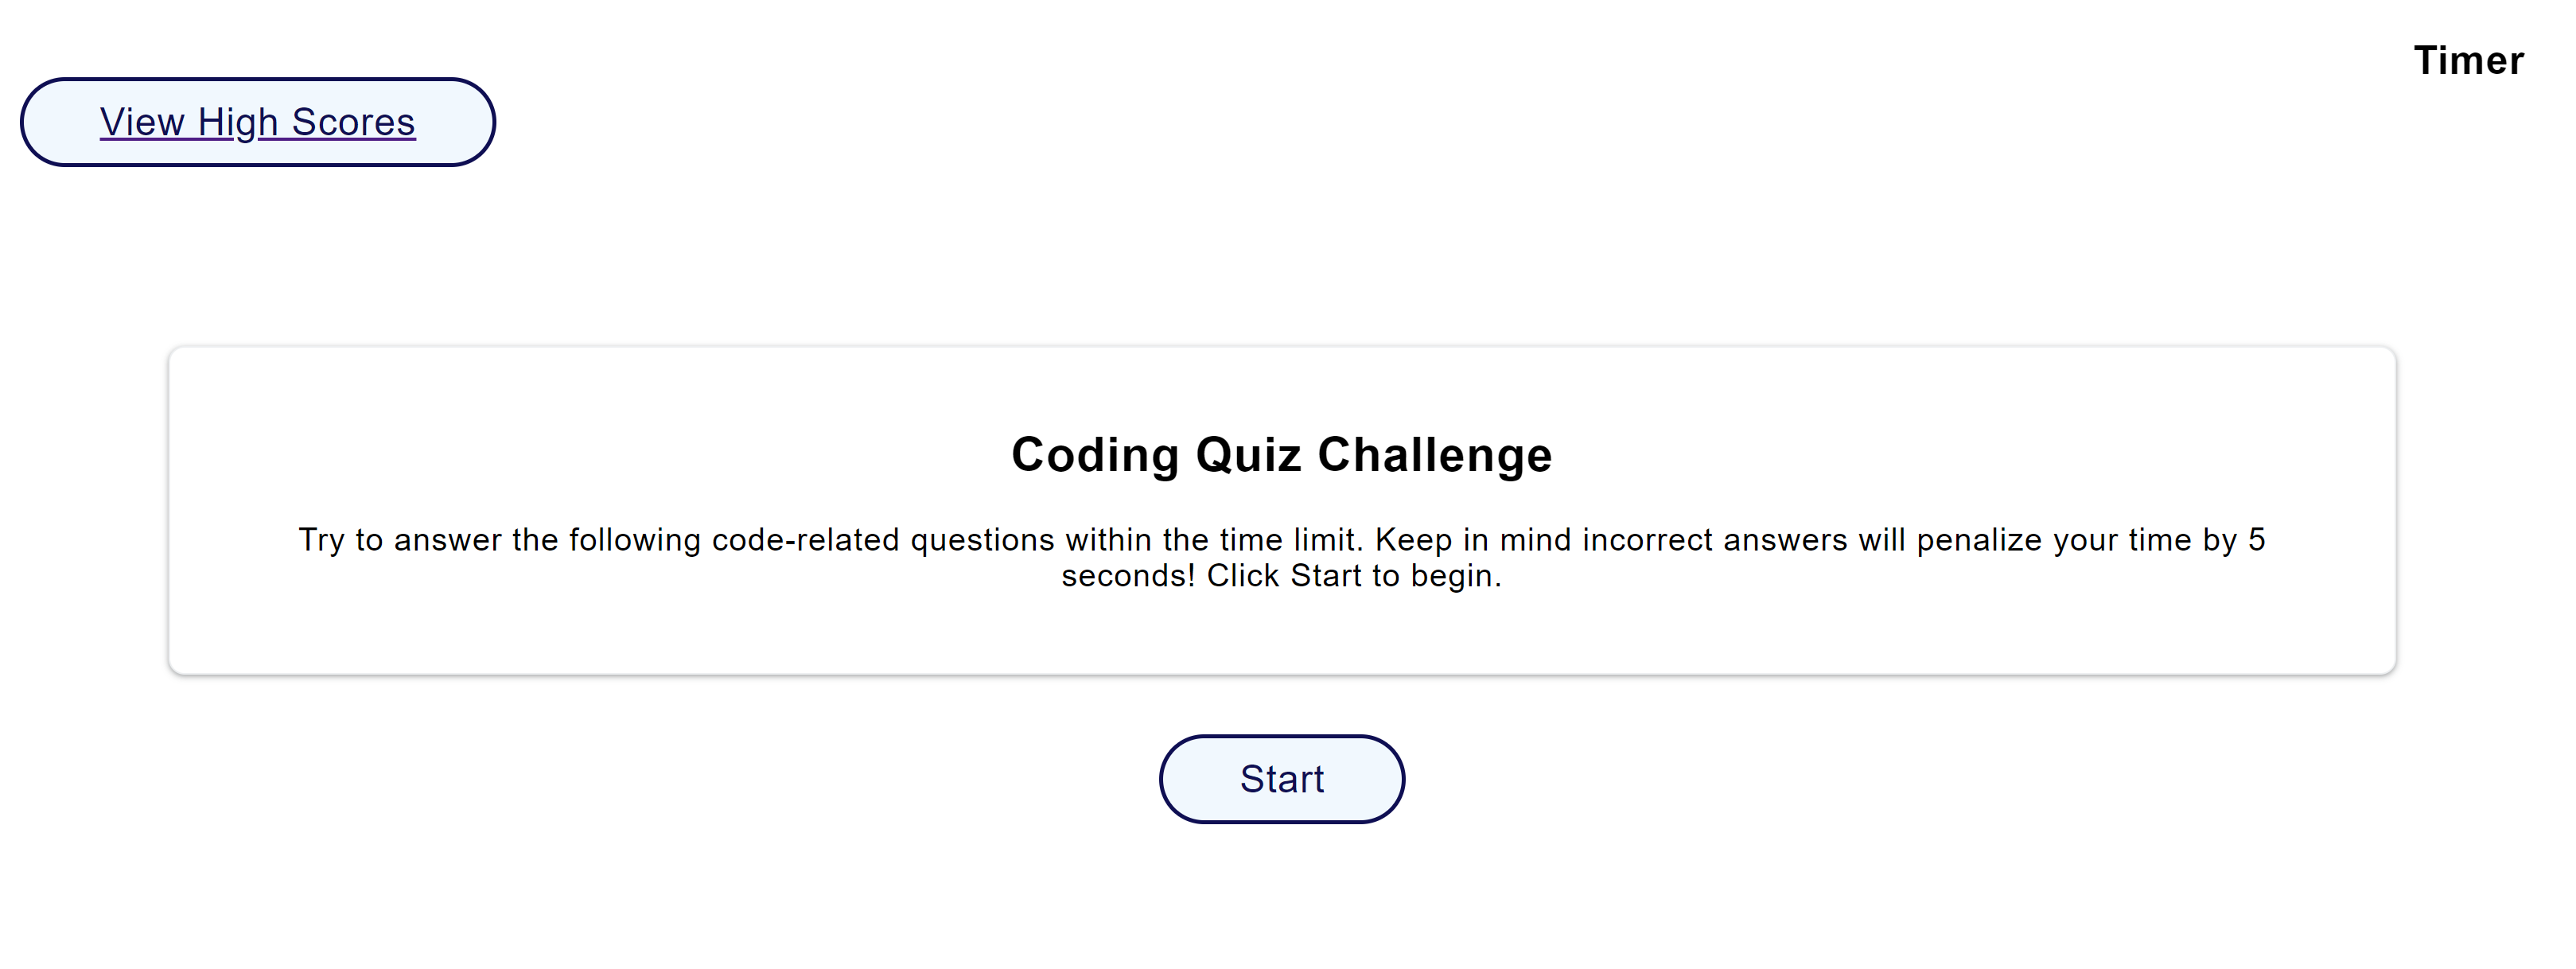 Timer
View High Scores
Coding Quiz Challenge
Try to answer the following code-related questions within the time limit. Keep in mind incorrect answers will penalize your time by 5
seconds! Click Start to begin.
Start